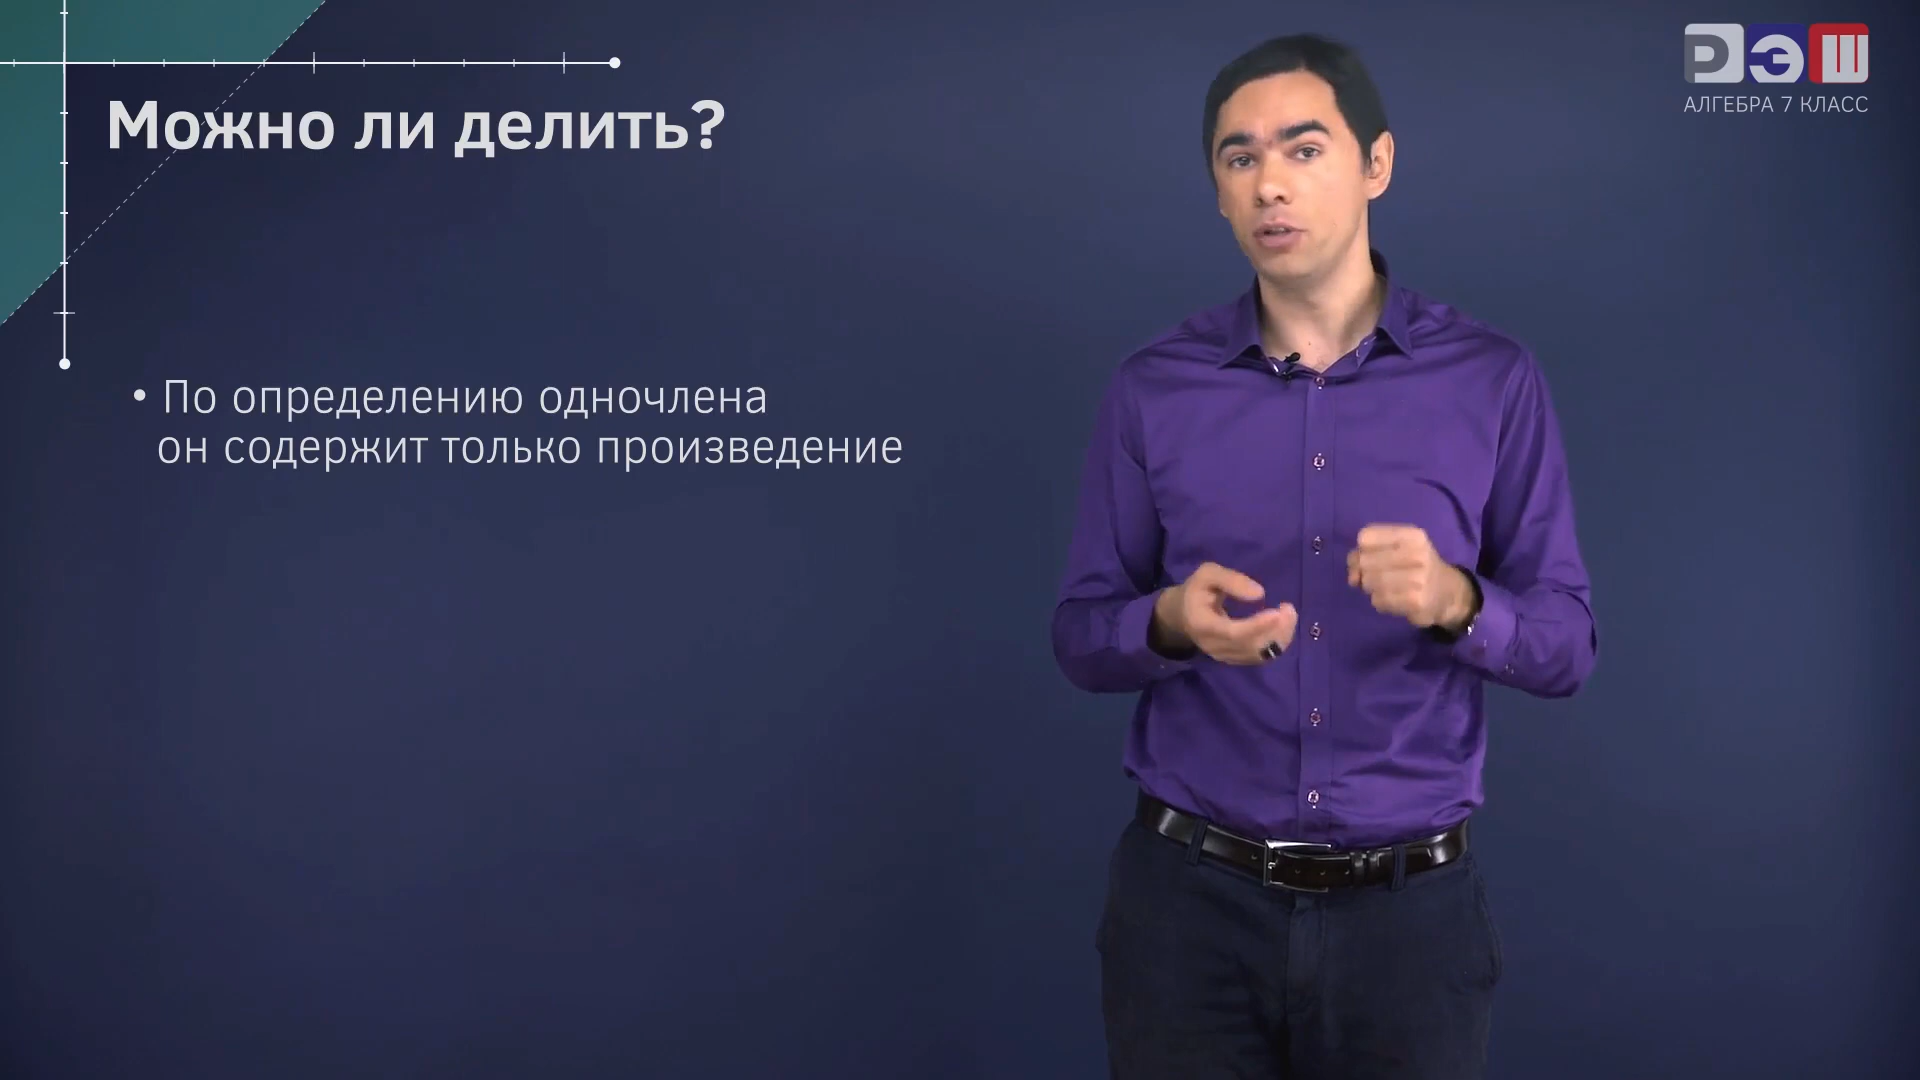 РЭШ
АЛГЕБРА 7 КЛАСС
Можно ли делить?
• По определению одночлена
он содержит только произведение